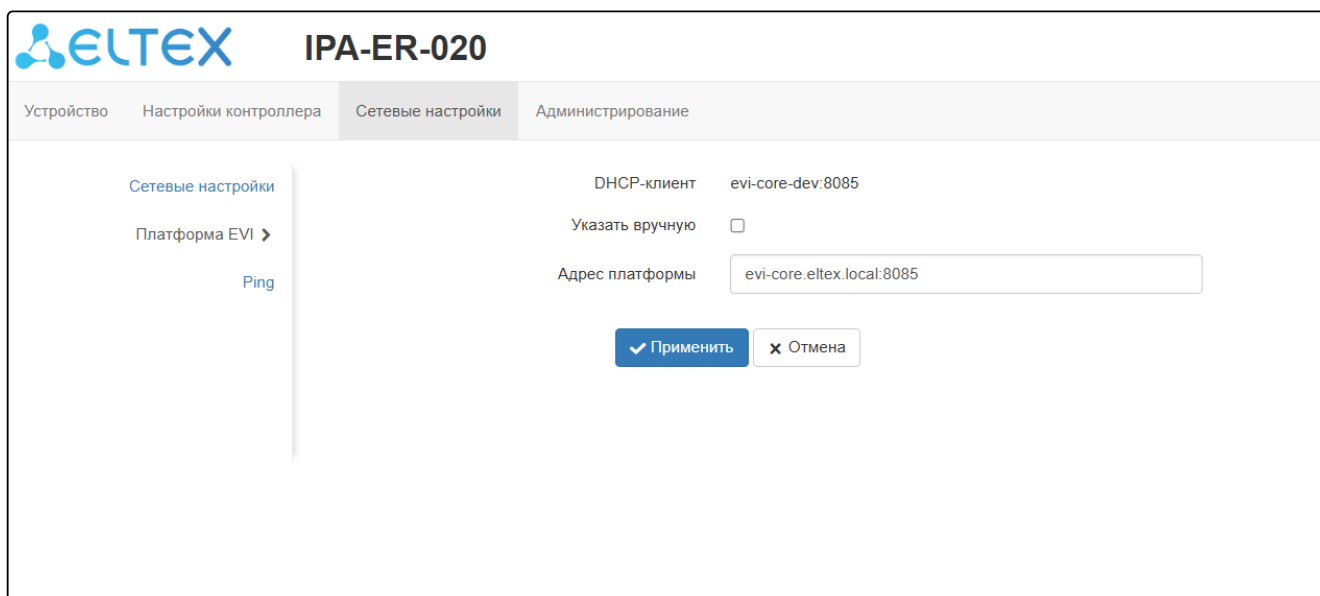 ELTEX IPA-ER-020
Устройство Настройки контроллера Сетевые настройки Администрирование
Сетевые настройки
Платформа EVI
Ping
DHCP-клиент evi-core-dev:8085
Указать вручную
Адрес платформы evi-core.eltex.local:8085
Применить Отмена